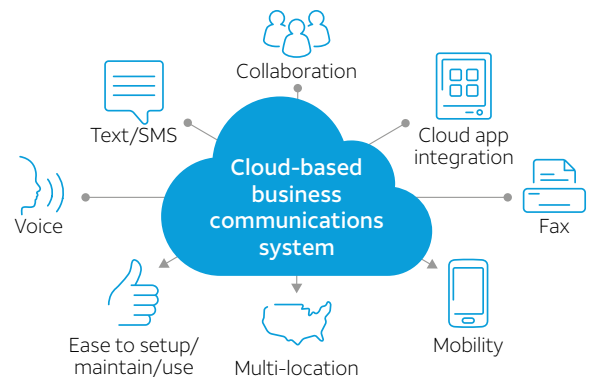 Collaboration
Text/SMS
Cloud app
integration
Cloud-based
business
communications
system
Voice
Fax
Ease to setup/
maintain/use
Multi-location
Mobility